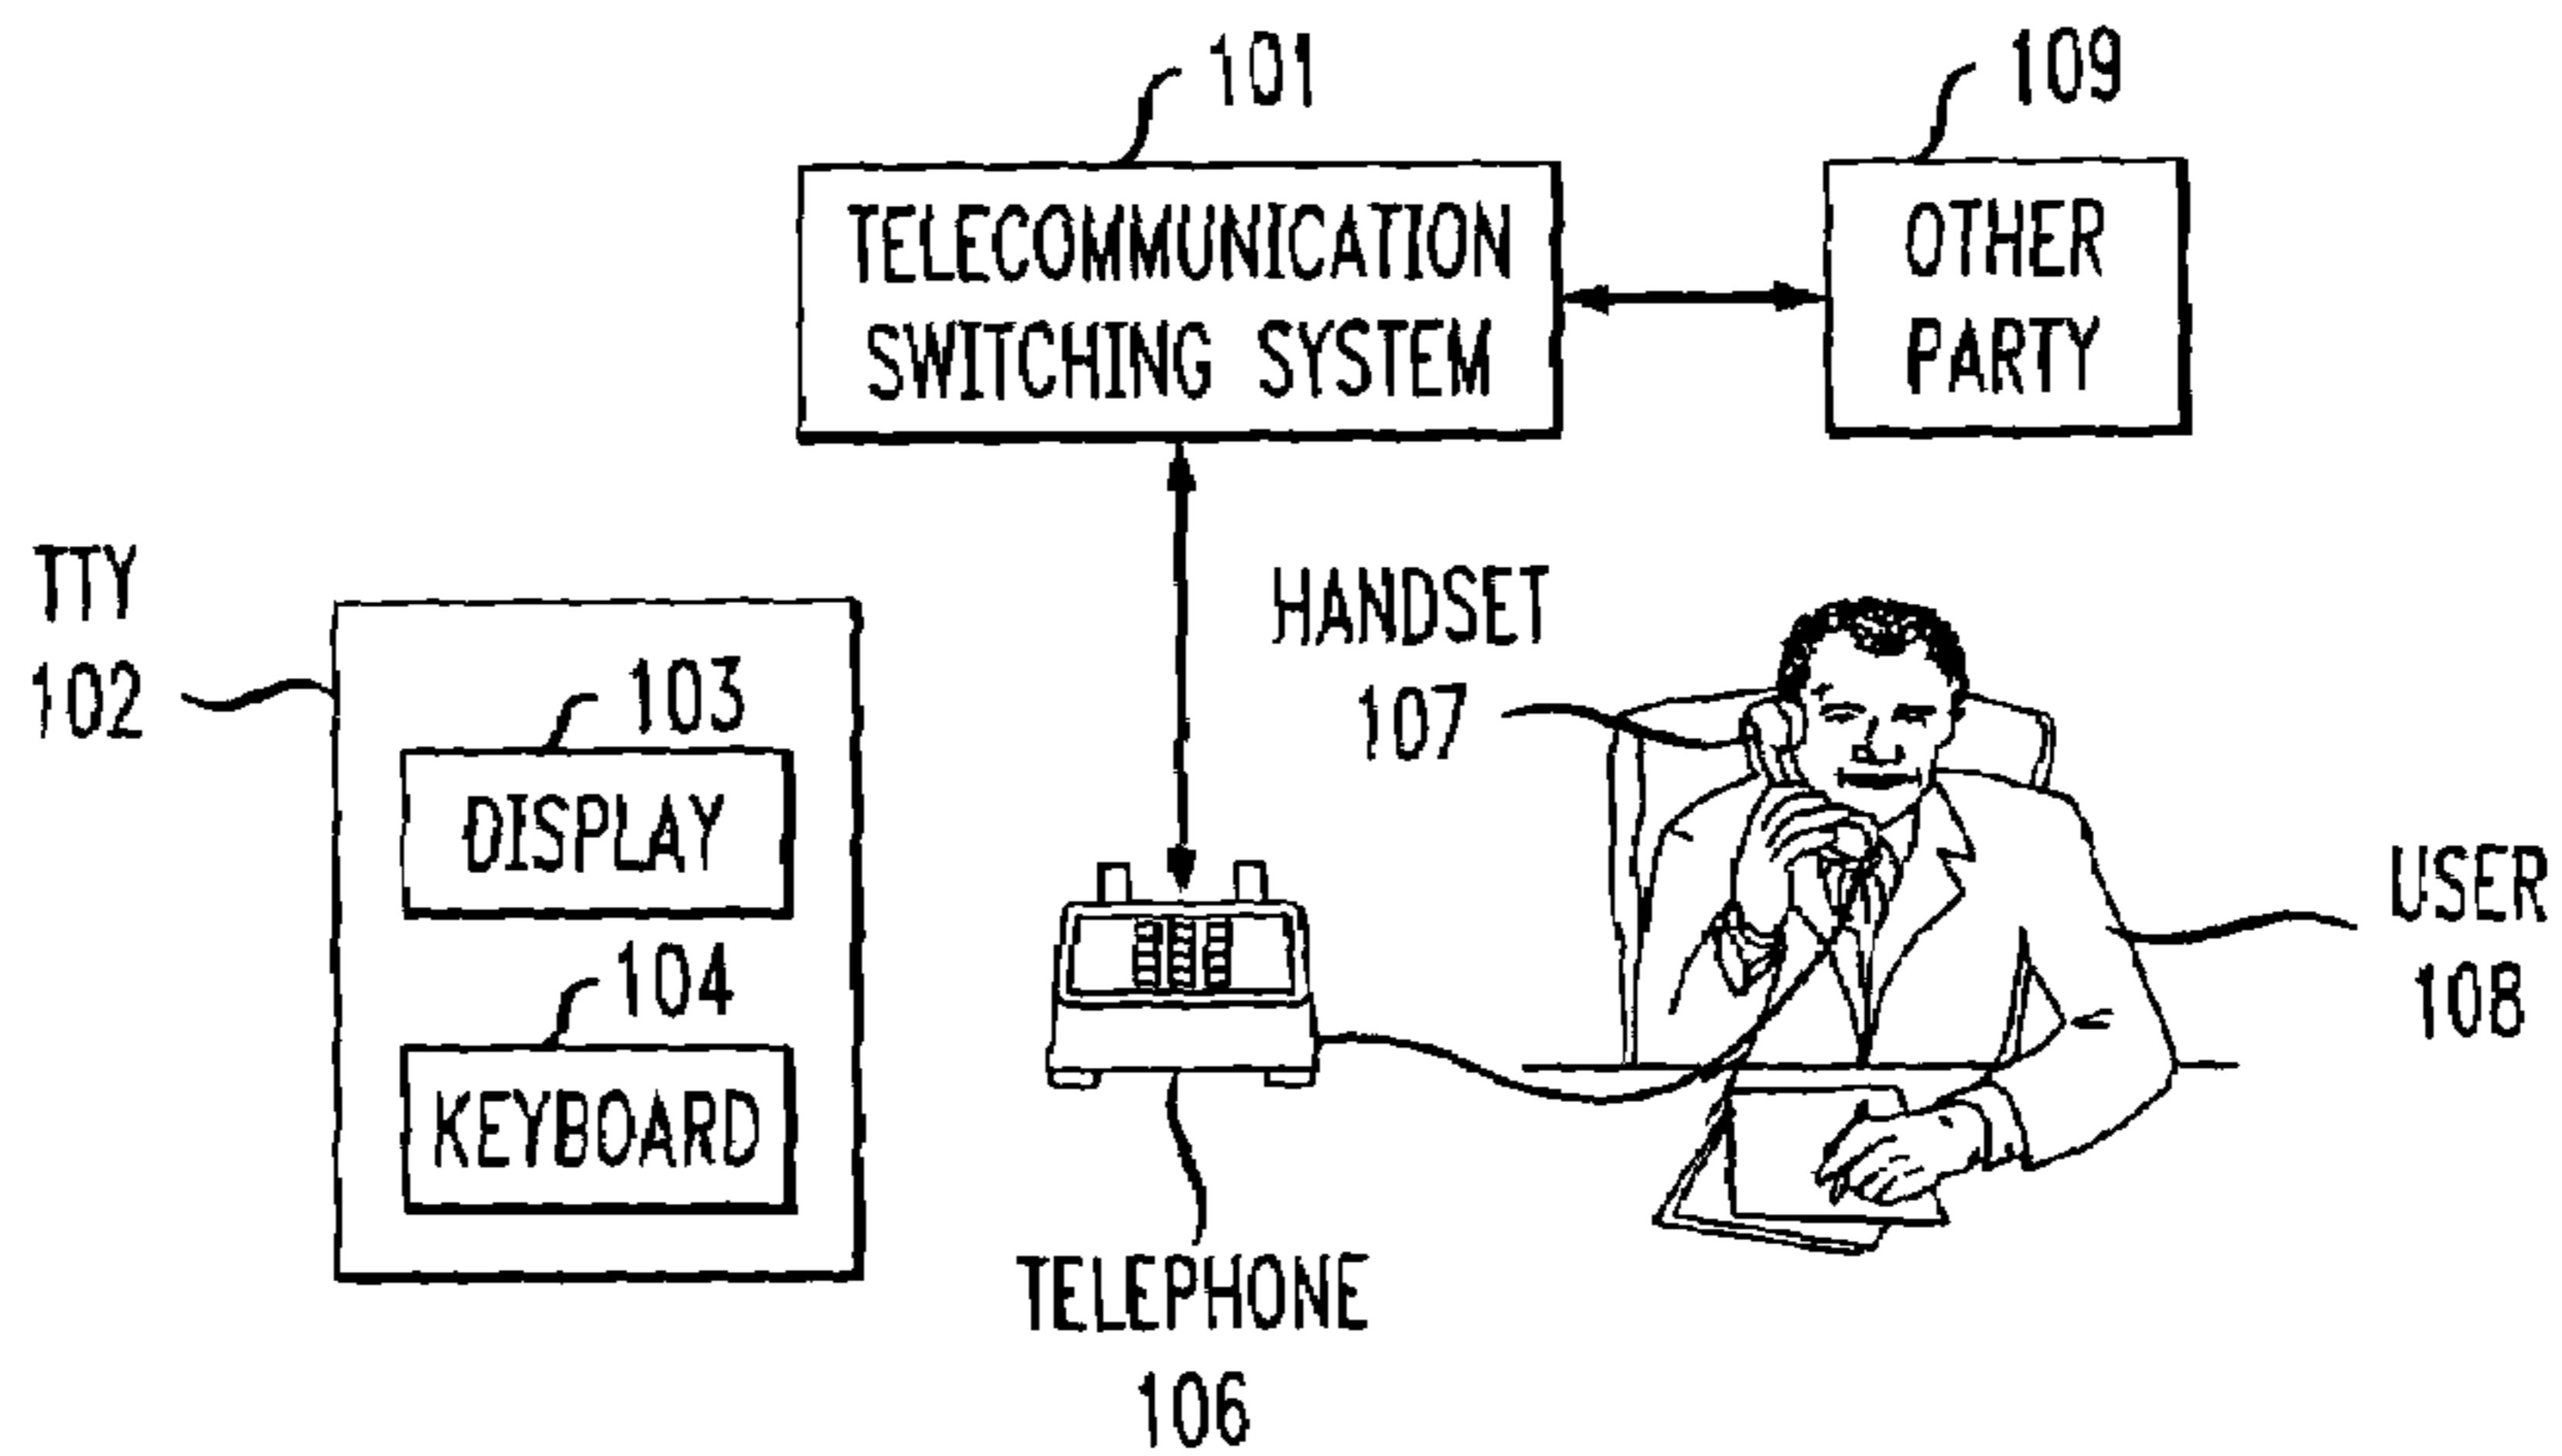 101
109
TELECOMMUNICATION
SWITCHING SYSTEM
OTHER
PARTY
TTY
102
103
DISPLAY
104
KEYBOARD
HANDSET
107
USER
108
TELEPHONE
106